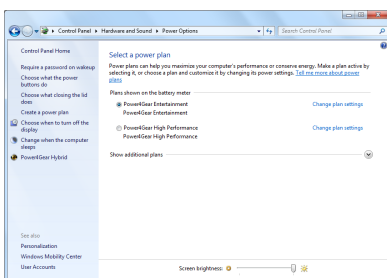 Control Panel ▸ Hardware and Sound ▸ Power Options
Search Control Panel
Control Panel Home
Require a password on wakeup
Choose what the power
buttons do
Choose what closing the lid
does
Create a power plan
Choose when to turn off the
display
Change when the computer
sleeps
Power4Gear Hybrid
See also
Personalization
Windows Mobility Center
User Accounts
Select a power plan
Power plans can help you maximize your computer's performance or conserve energy. Make a plan active by
selecting it, or choose a plan and customize it by changing its power settings. Tell me more about power
plans
Plans shown on the battery meter
Power4Gear Entertainment
Change plan settings
Power4Gear Entertainment
Power4Gear High Performance
Change plan settings
Power4Gear High Performance
Show additional plans
Screen brightness: